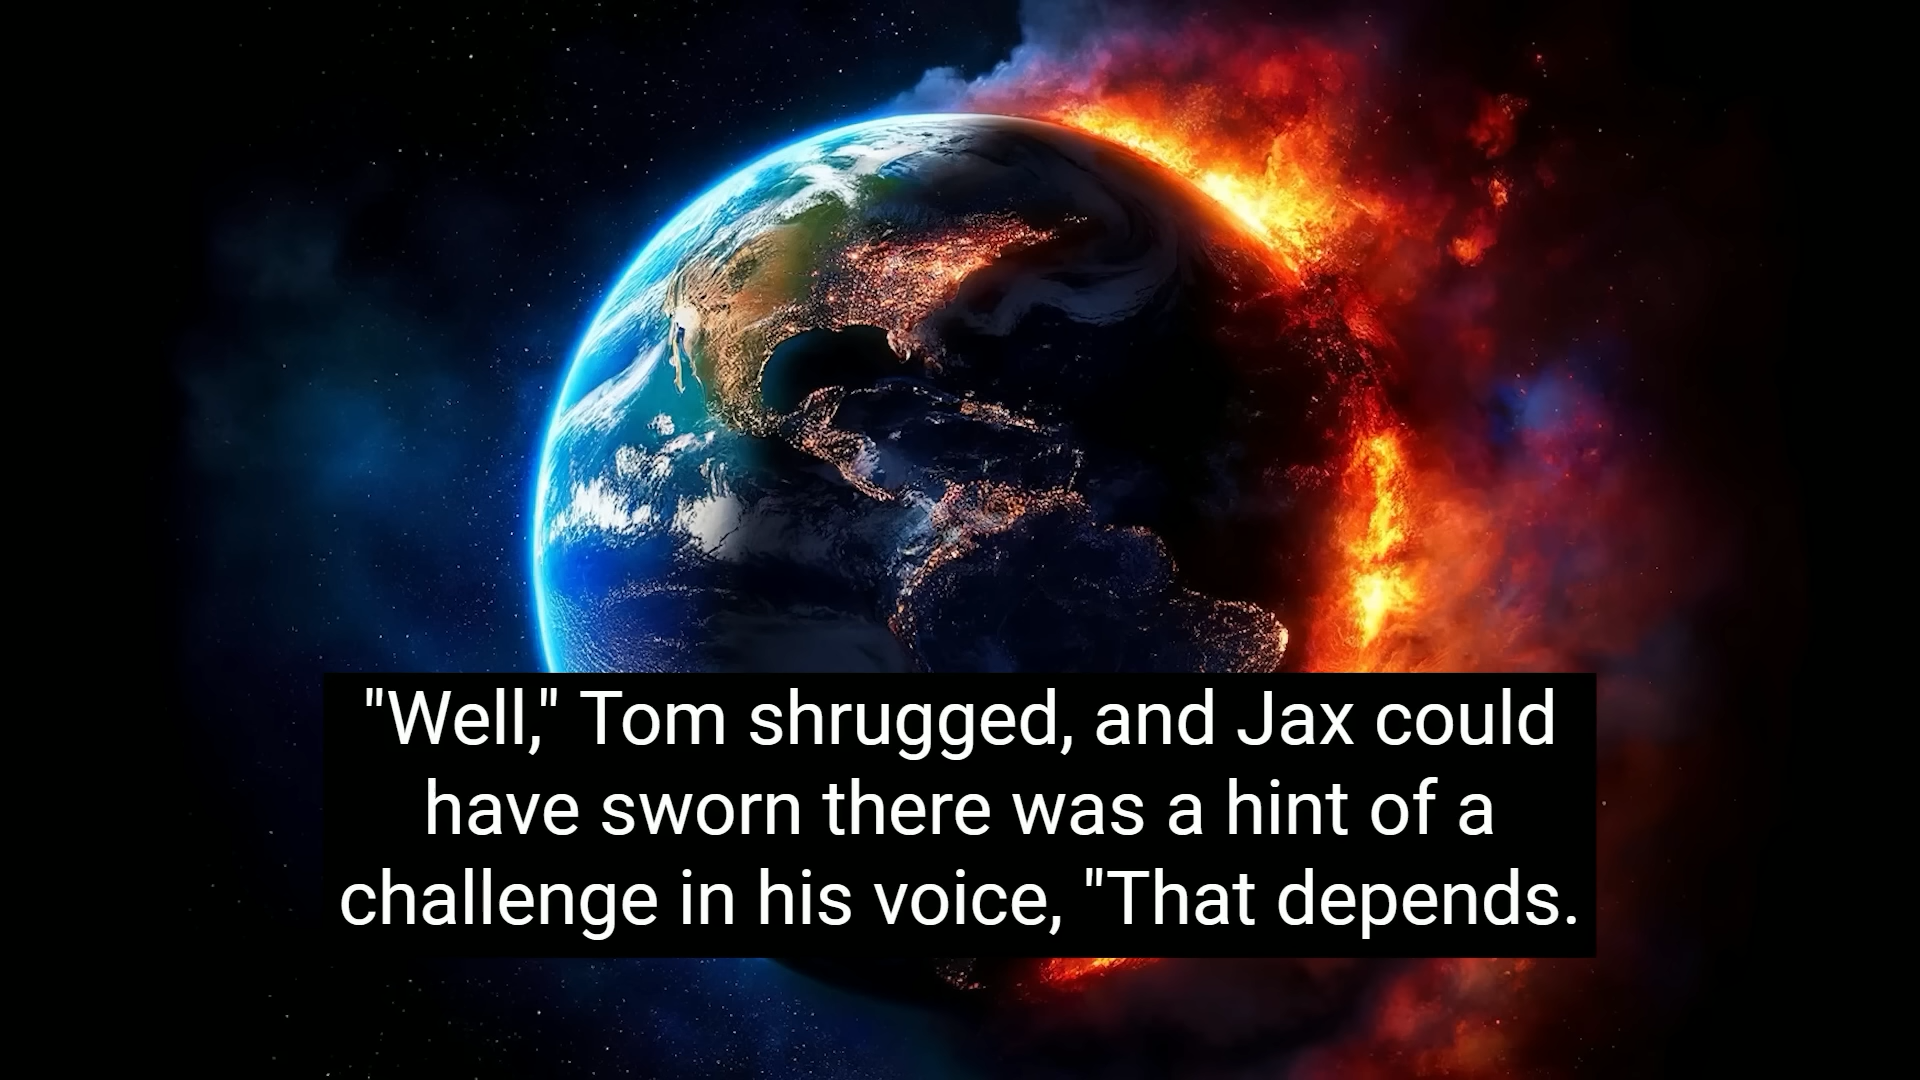 "Well," Tom shrugged, and Jax could
have sworn there was a hint of a
challenge in his voice, "That depends.